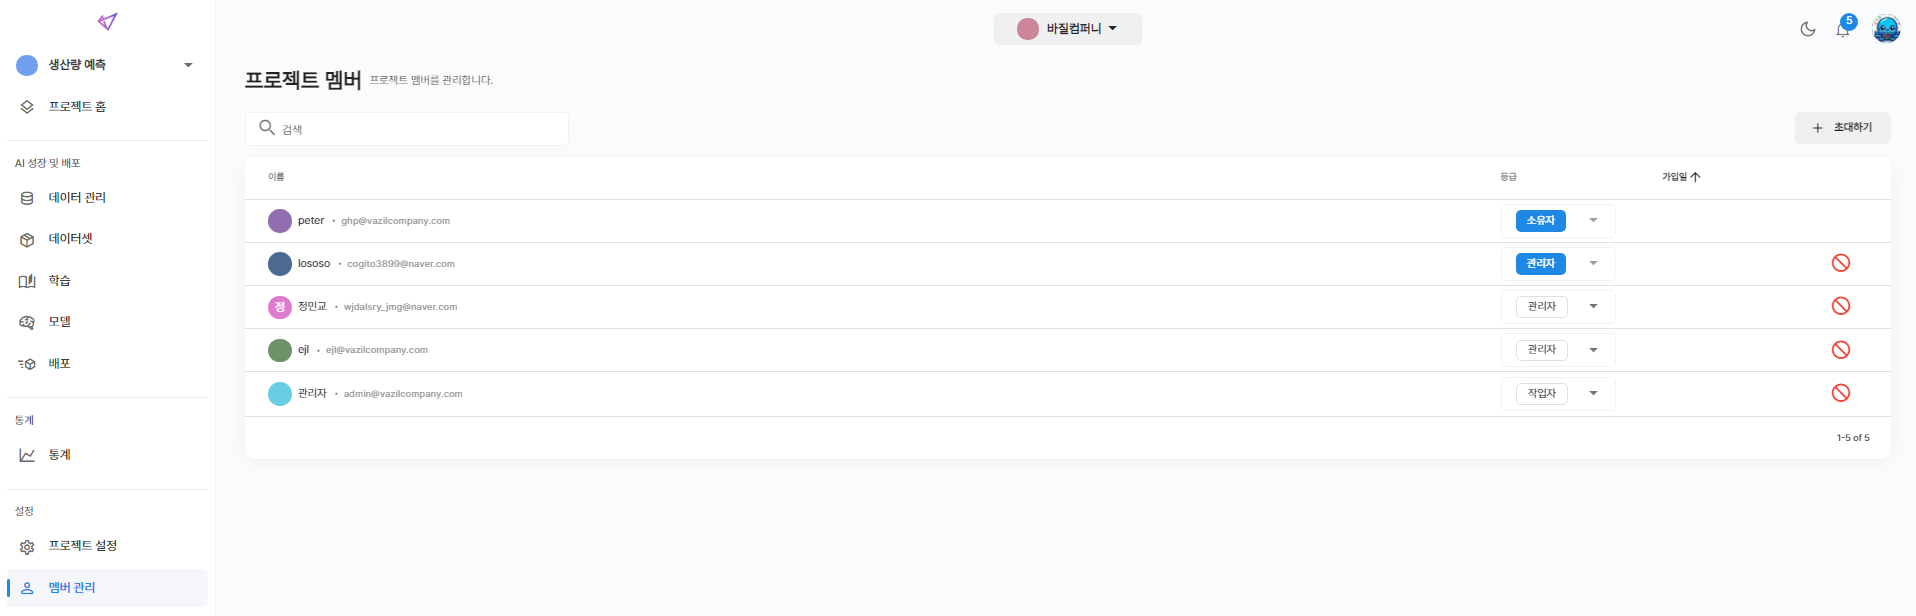 바질컴퍼니
5
생산량 예측
프로젝트 홈
AI 성장 및 배포
데이터 관리
데이터셋
학습
모델
배포
통계
통계
설정
프로젝트 설정
멤버 관리
프로젝트 멤버 프로젝트 멤버를 관리합니다.
검색
초대하기
이름 등급 가입일
peter • ghp@vazilcompany.com 소유자
lososo • cogito3899@naver.com 관리자
정 정민교 • wjdalsry_jmg@naver.com 관리자
ejl • ejl@vazilcompany.com 관리자
관리자 • admin@vazilcompany.com 작업자
1-5 of 5